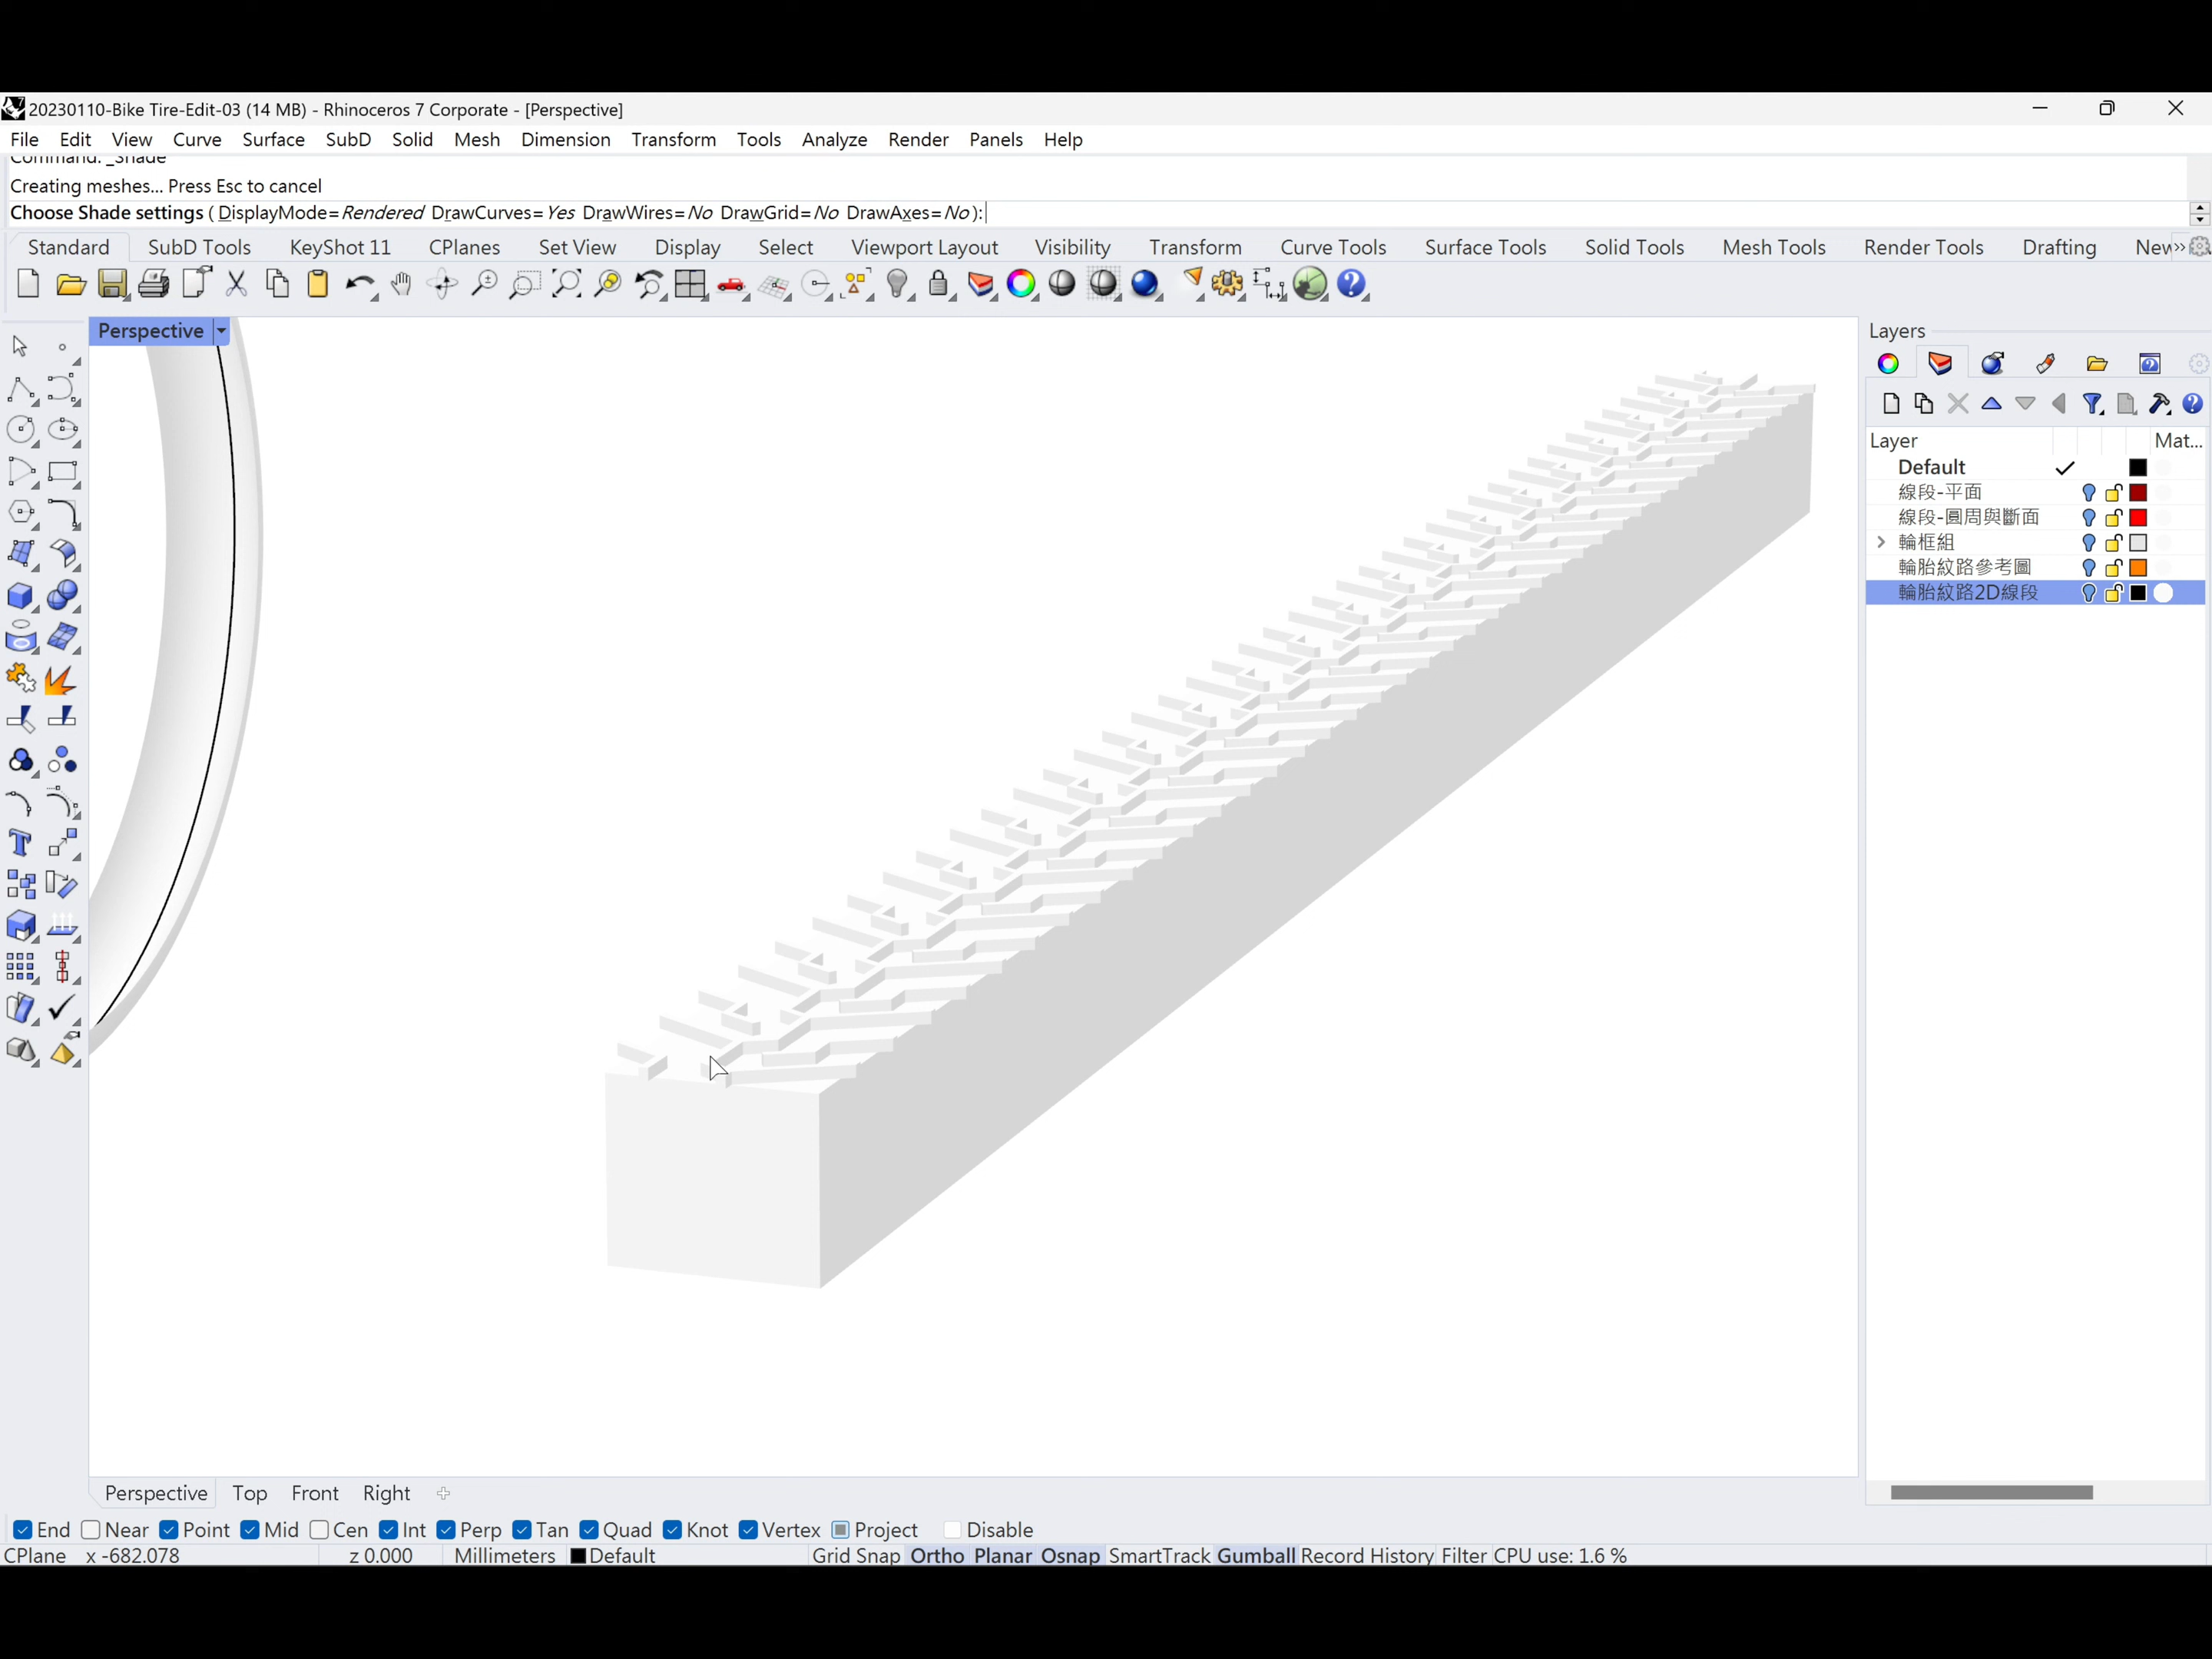 20230110-Bike Tire-Edit-03 (14 MB) - Rhinoceros 7 Corporate - [Perspective]
File Edit View Curve Surface SubD Solid Mesh Dimension Transform Tools Analyze Render Panels Help
Command: _Shade
Creating meshes... Press Esc to cancel
Choose Shade settings ( DisplayMode=Rendered DrawCurves=Yes DrawWires=No DrawGrid=No DrawAxes=No ):
Standard SubD Tools KeyShot 11 CPlanes Set View Display Select Viewport Layout Visibility Transform Curve Tools Surface Tools Solid Tools Mesh Tools Render Tools Drafting New
Perspective
Layers
Layer Mat...
Default
線段-平面
線段-圓周與斷面
輪框組
輪胎紋路參考圖
輪胎紋路2D線段
Perspective Top Front Right
End Near Point Mid Cen Int Perp Tan Quad Knot Vertex Project Disable
CPlane x -682.078 z 0.000 Millimeters Default Grid Snap Ortho Planar Osnap SmartTrack Gumball Record History Filter CPU use: 1.6 %